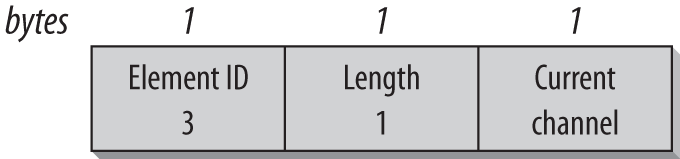 bytes 1 1 1
Element ID Length Current
3 1 channel